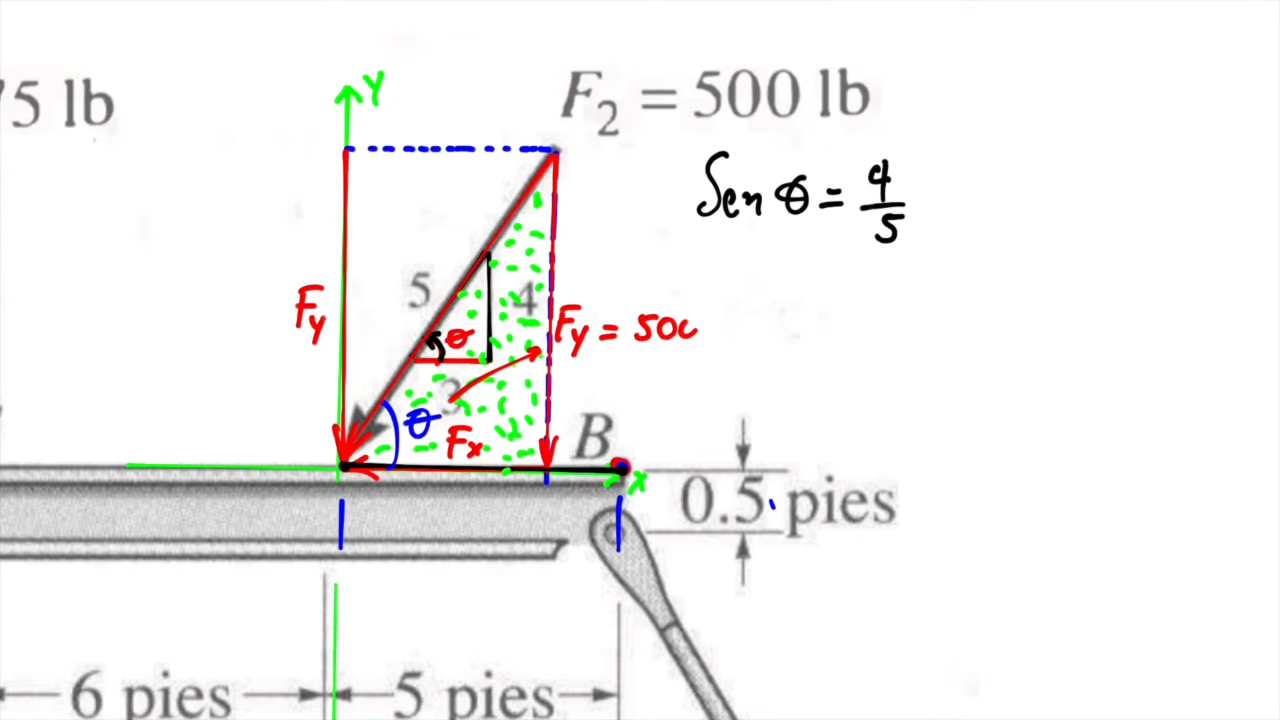 75 lb
Y
F2 = 500 lb
Sen θ = 4/5
5
4
Fy
θ
Fy = 500
3
θ
Fx
B
x
0.5 pies
6 pies
5 pies